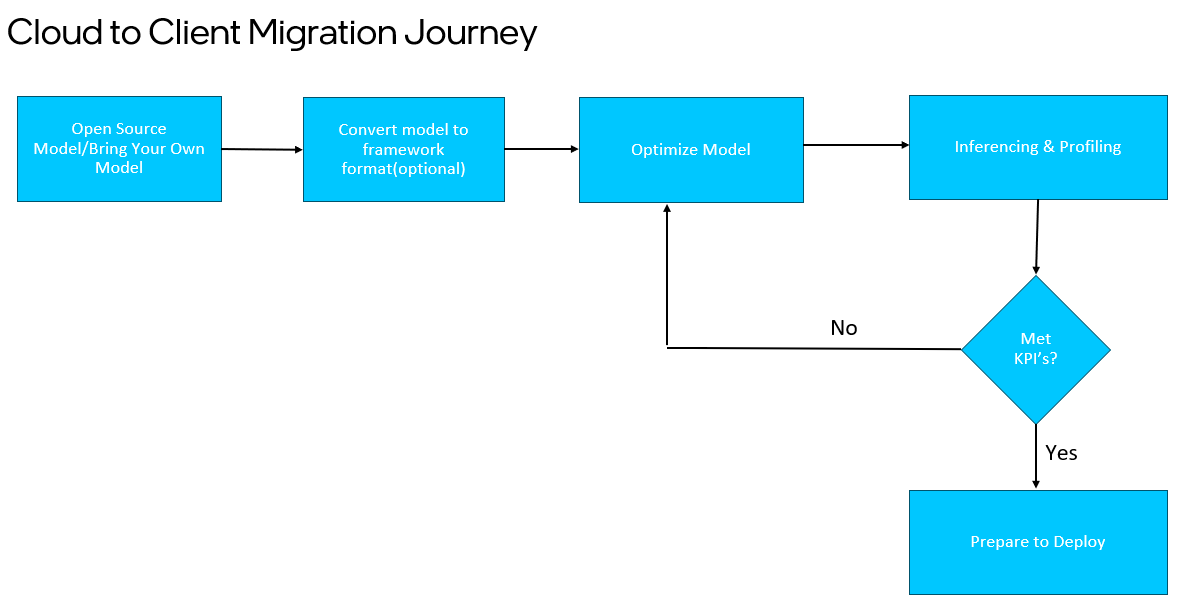 Cloud to Client Migration Journey
Open Source
Model/Bring Your Own
Model
Convert model to
framework
format(optional)
Optimize Model
Inferencing & Profiling
Met
KPI’s?
No
Yes
Prepare to Deploy